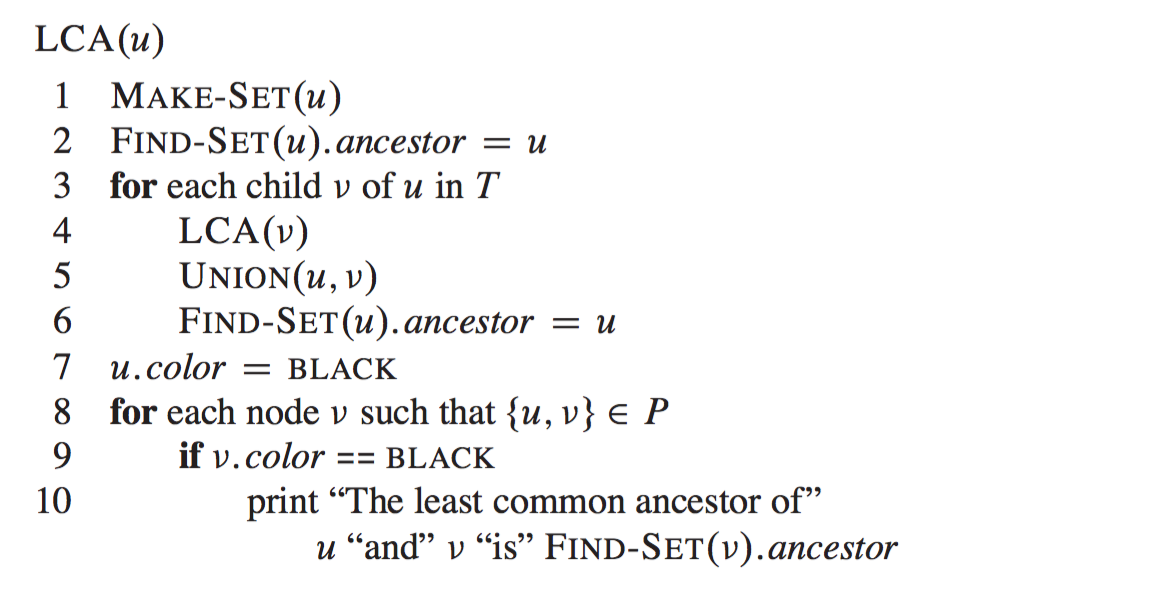 LCA(u)
1 MAKE-SET(u)
2 FIND-SET(u).ancestor = u
3 for each child ν of u in T
4 LCA(ν)
5 UNION(u, ν)
6 FIND-SET(u).ancestor = u
7 u.color = BLACK
8 for each node ν such that {u, ν} ∈ P
9 if ν.color == BLACK
10 print “The least common ancestor of”
u “and” ν “is” FIND-SET(ν).ancestor